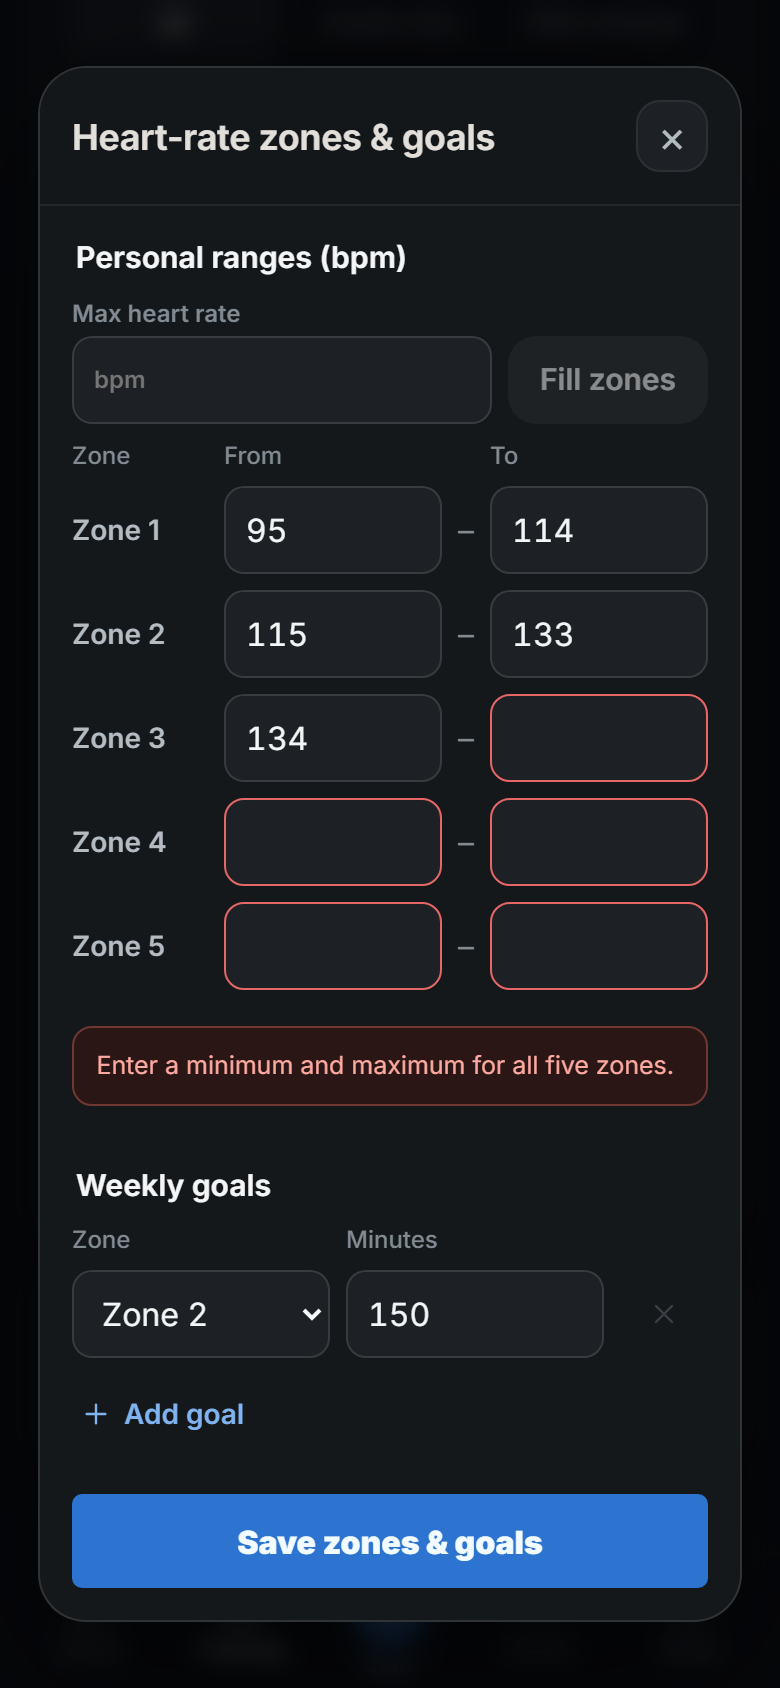 Heart-rate zones & goals
Personal ranges (bpm)
Max heart rate
bpm Fill zones
Zone From To
Zone 1 95 – 114
Zone 2 115 – 133
Zone 3 134 –
Zone 4 –
Zone 5 –
Enter a minimum and maximum for all five zones.
Weekly goals
Zone Minutes
Zone 2 150
+ Add goal
Save zones & goals